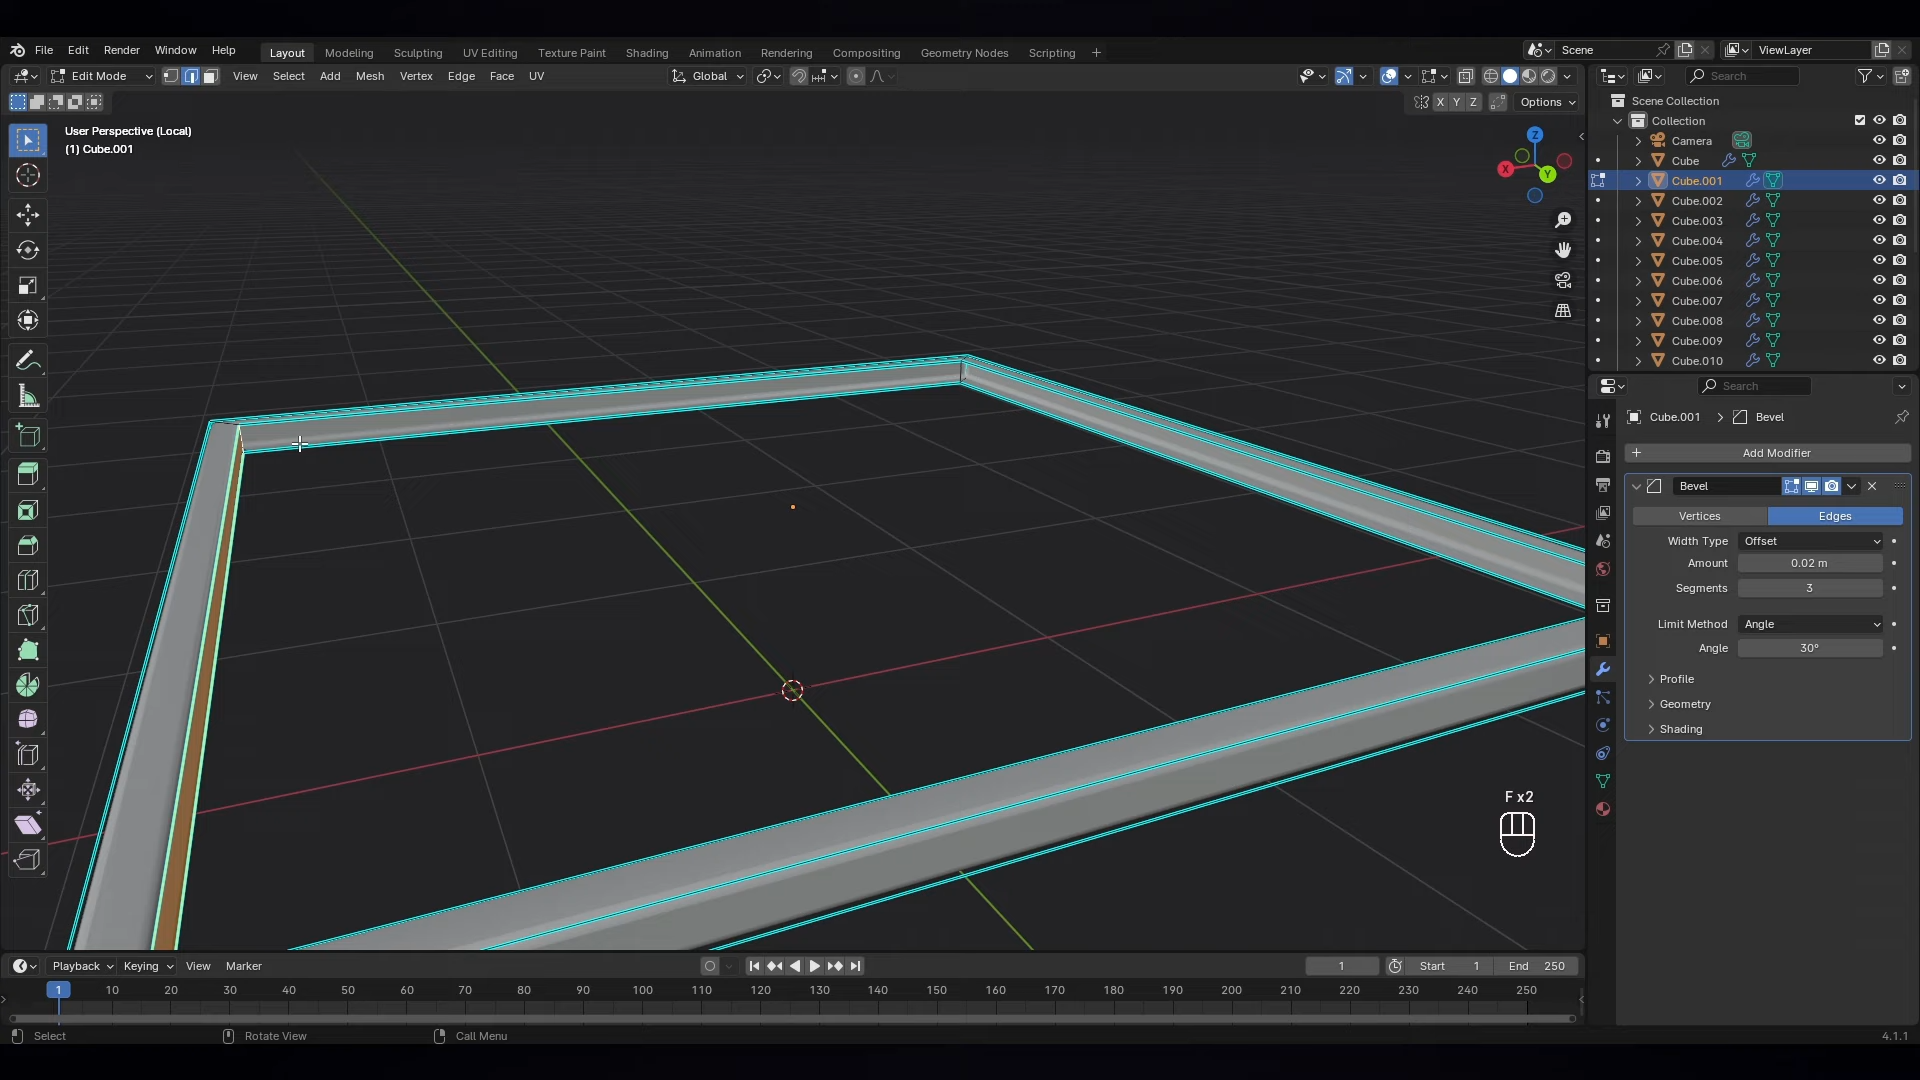 File Edit Render Window Help
Layout Modeling Sculpting UV Editing Texture Paint Shading Animation Rendering Compositing Geometry Nodes Scripting +
Scene
ViewLayer
Edit Mode
View Select Add Mesh Vertex Edge Face UV
Global
Search
X Y Z
Options
User Perspective (Local)
(1) Cube.001
Z
X
Y
Scene Collection
Collection
Camera
Cube
Cube.001
Cube.002
Cube.003
Cube.004
Cube.005
Cube.006
Cube.007
Cube.008
Cube.009
Cube.010
Search
Cube.001 > Bevel
+ Add Modifier
Bevel
Vertices Edges
Width Type Offset
Amount 0.02 m
Segments 3
Limit Method Angle
Angle 30°
Profile
Geometry
Shading
F x2
Playback Keying View Marker
1
Start 1 End 250
1 10 20 30 40 50 60 70 80 90 100 110 120 130 140 150 160 170 180 190 200 210 220 230 240 250
Select Rotate View Call Menu
4.1.1